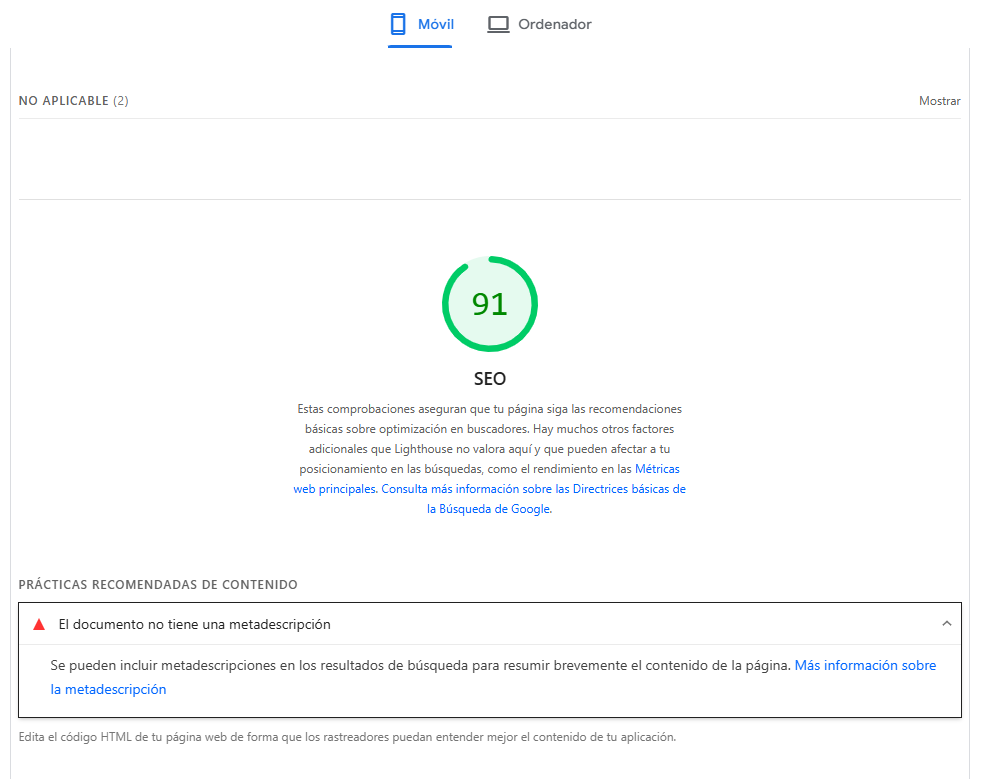 Móvil
Ordenador
NO APLICABLE (2)
Mostrar
91
SEO
Estas comprobaciones aseguran que tu página siga las recomendaciones
básicas sobre optimización en buscadores. Hay muchos otros factores
adicionales que Lighthouse no valora aquí y que pueden afectar a tu
posicionamiento en las búsquedas, como el rendimiento en las Métricas
web principales. Consulta más información sobre las Directrices básicas de
la Búsqueda de Google.
PRÁCTICAS RECOMENDADAS DE CONTENIDO
El documento no tiene una metadescripción
Se pueden incluir metadescripciones en los resultados de búsqueda para resumir brevemente el contenido de la página. Más información sobre
la metadescripción
Edita el código HTML de tu página web de forma que los rastreadores puedan entender mejor el contenido de tu aplicación.